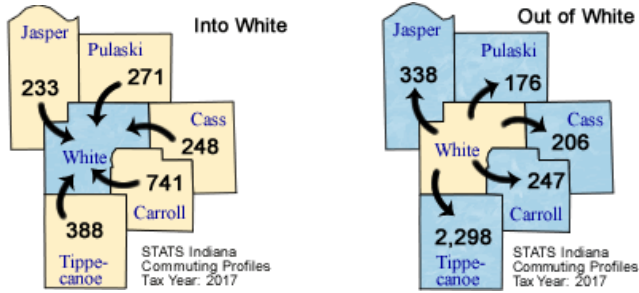 Into White
Jasper
Pulaski
233
271
Cass
248
White
741
388
Carroll
Tippe-
canoe
STATS Indiana
Commuting Profiles
Tax Year: 2017
Out of White
Jasper
Pulaski
338
176
Cass
206
White
247
Carroll
2,298
Tippe-
canoe
STATS Indiana
Commuting Profiles
Tax Year: 2017